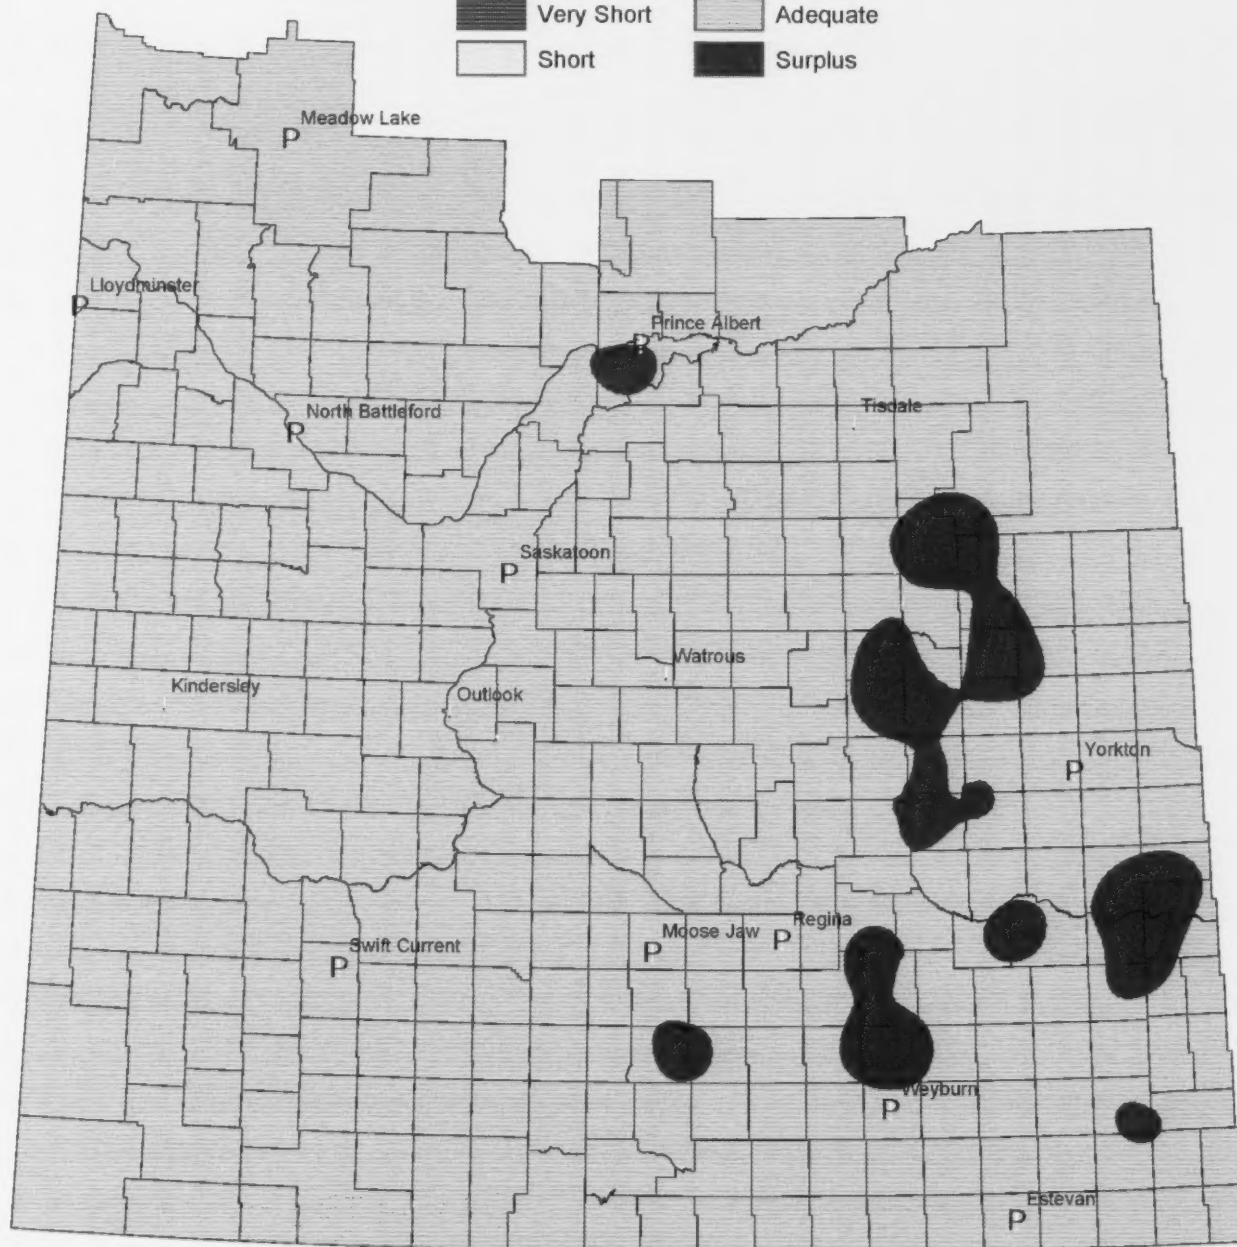 Very Short Adequate
Short Surplus
Meadow Lake
P
Lloydminster
P
Prince Albert
P
North Battleford
P
Tisdale
Saskatoon
P
Watrous
Kindersley
Outlook
Yorkton
P
Regina
P
Moose Jaw
P
Swift Current
P
Weyburn
P
Estevan
P